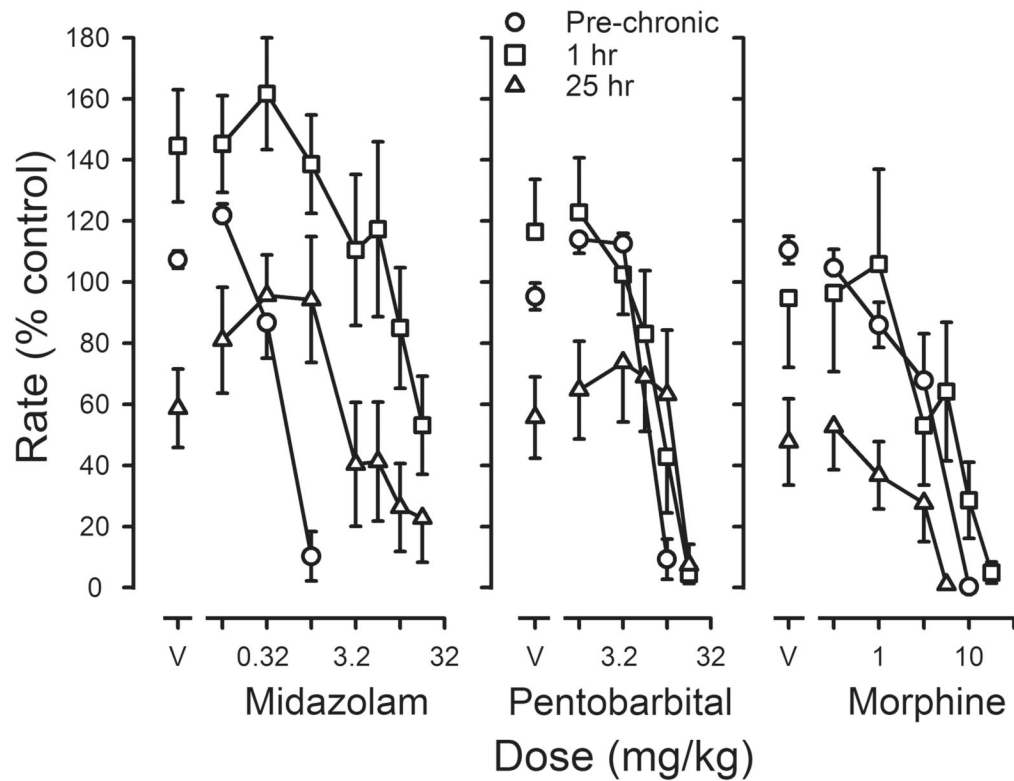 Pre-chronic
1 hr
25 hr
Rate (% control)
180
160
140
120
100
80
60
40
20
0
V 0.32 3.2 32 V 3.2 32 V 1 10
Midazolam Pentobarbital Morphine
Dose (mg/kg)